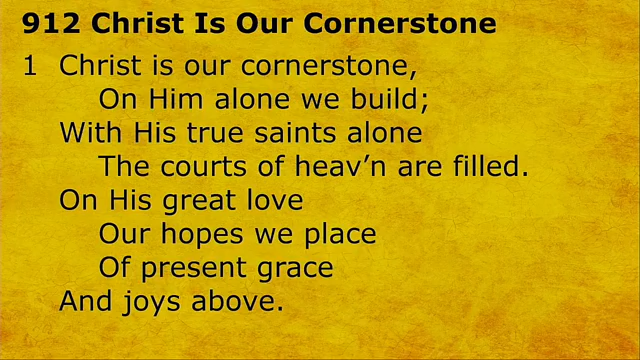 912 Christ Is Our Cornerstone
1 Christ is our cornerstone,
On Him alone we build;
With His true saints alone
The courts of heav’n are filled.
On His great love
Our hopes we place
Of present grace
And joys above.